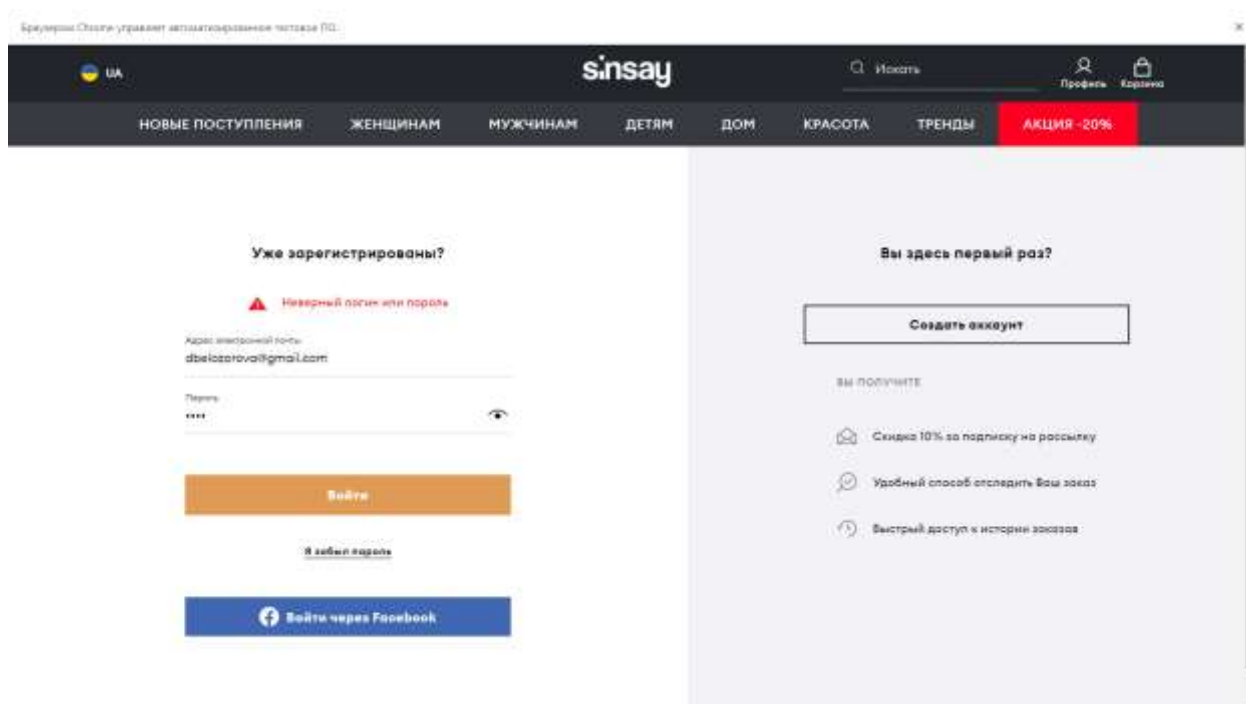 Браузером Chrome управляет автоматизированное тестовое ПО.
UA
sinsay
Искать
Профиль
Корзина
НОВЫЕ ПОСТУПЛЕНИЯ ЖЕНЩИНАМ МУЖЧИНАМ ДЕТЯМ ДОМ КРАСОТА ТРЕНДЫ АКЦИЯ -20%
Уже зарегистрированы?
Неверный логин или пароль
Адрес электронной почты
dbelozorova@gmail.com
Пароль
••••
Войти
Я забыл пароль
Войти через Facebook
Вы здесь первый раз?
Создать аккаунт
ВЫ ПОЛУЧИТЕ
Скидка 10% за подписку на рассылку
Удобный способ отследить Ваш заказ
Быстрый доступ к истории заказов